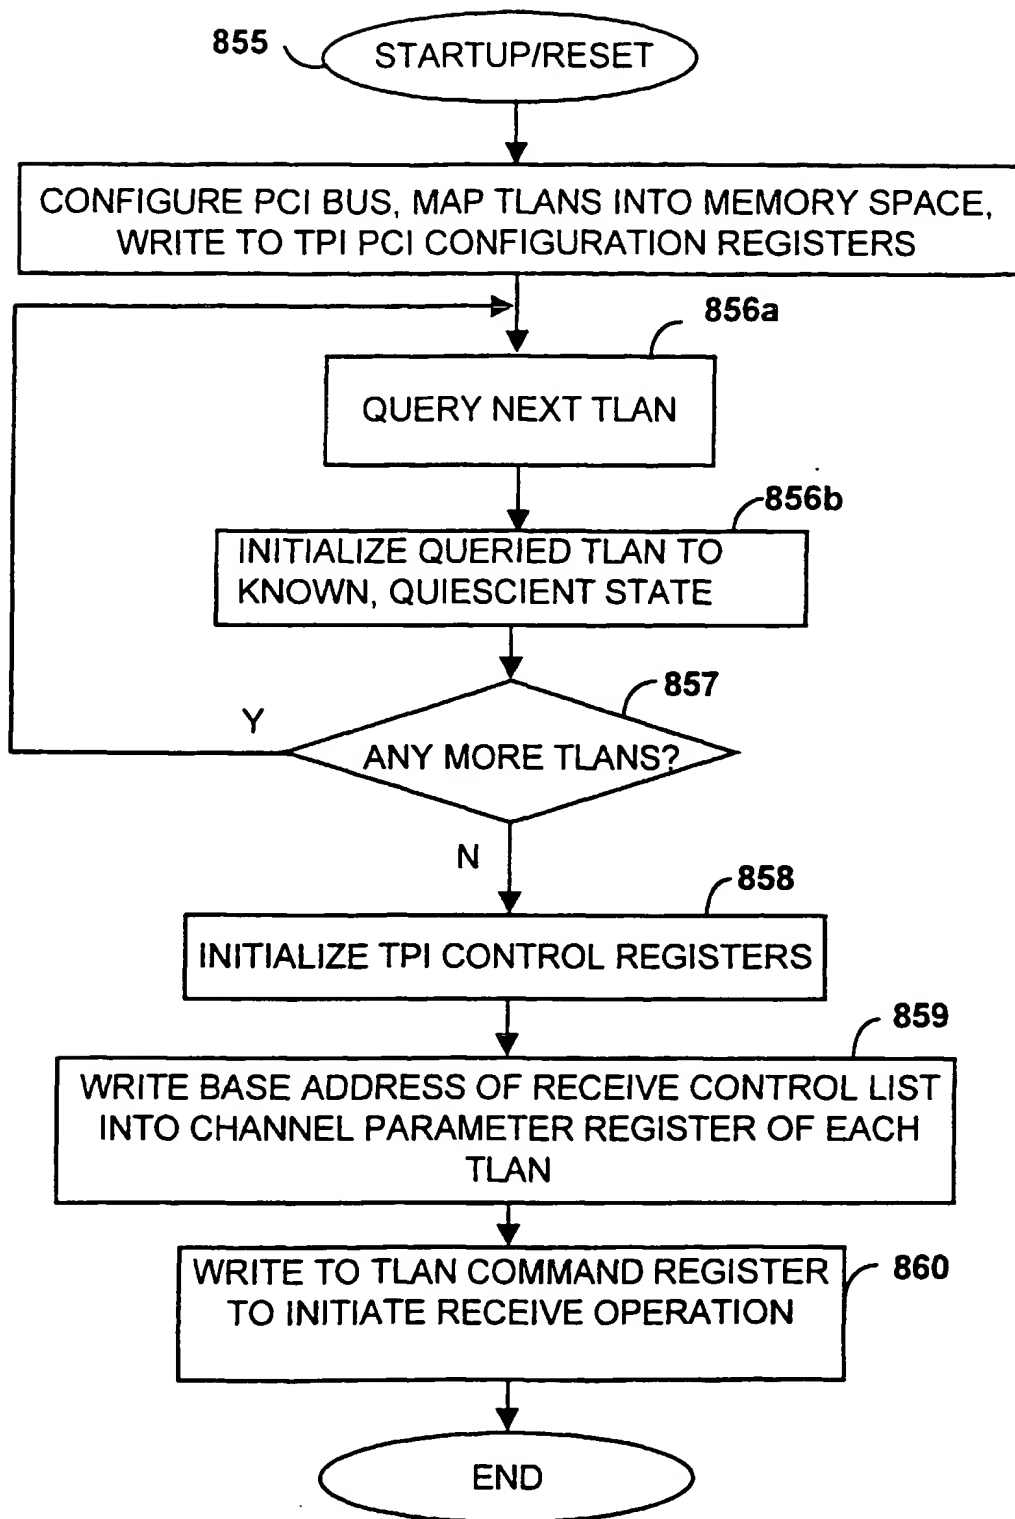 855
STARTUP/RESET
CONFIGURE PCI BUS, MAP TLANS INTO MEMORY SPACE,
WRITE TO TPI PCI CONFIGURATION REGISTERS
856a
QUERY NEXT TLAN
856b
INITIALIZE QUERIED TLAN TO
KNOWN, QUIESCIENT STATE
857
Y
ANY MORE TLANS?
N
858
INITIALIZE TPI CONTROL REGISTERS
859
WRITE BASE ADDRESS OF RECEIVE CONTROL LIST
INTO CHANNEL PARAMETER REGISTER OF EACH
TLAN
WRITE TO TLAN COMMAND REGISTER
860
TO INITIATE RECEIVE OPERATION
END